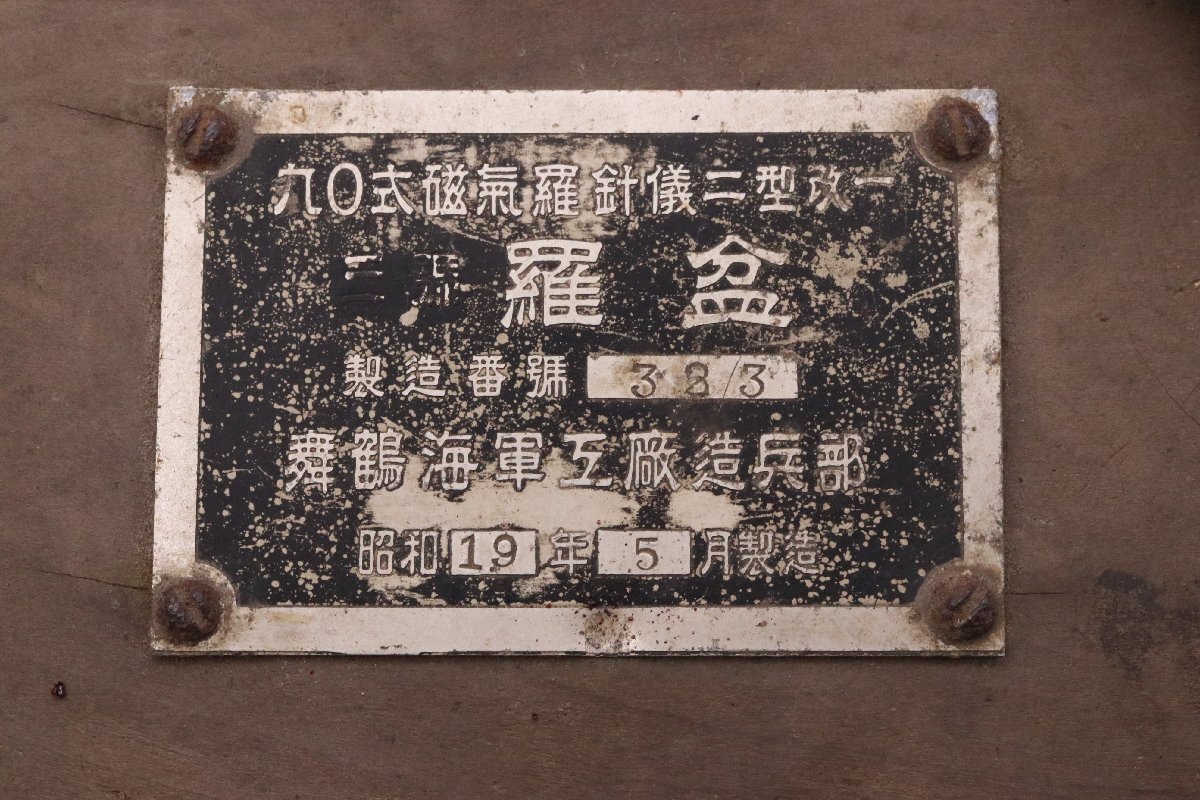 九〇式磁氣羅針儀二型改一
羅盆
製造番號 383
舞鶴海軍工廠造兵部
昭和19年5月製造